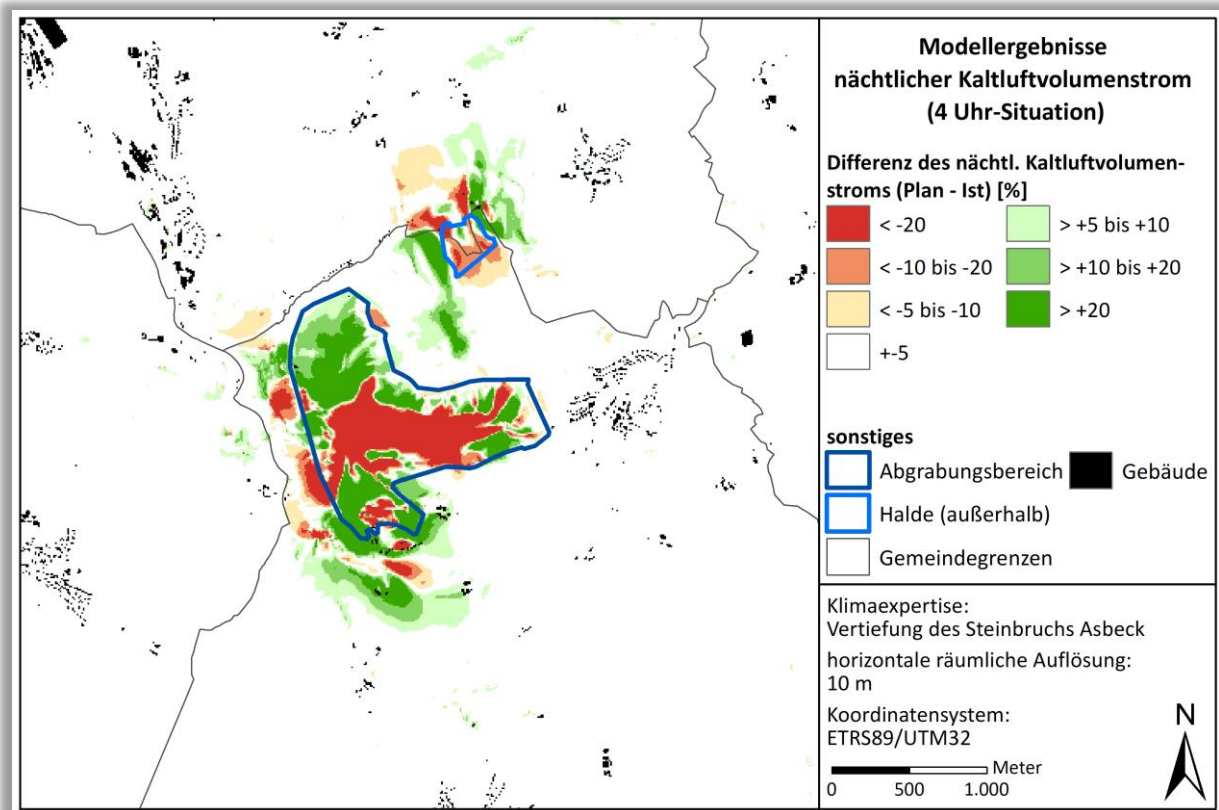 Modellergebnisse
nächtlicher Kaltluftvolumenstrom
(4 Uhr-Situation)
Differenz des nächtl. Kaltluftvolumen-
stroms (Plan - Ist) [%]
< -20
> +5 bis +10
< -10 bis -20
> +10 bis +20
< -5 bis -10
> +20
+-5
sonstiges
Abgrabungsbereich
Gebäude
Halde (außerhalb)
Gemeindegrenzen
Klimaexpertise:
Vertiefung des Steinbruchs Asbeck
horizontale räumliche Auflösung:
10 m
Koordinatensystem:
ETRS89/UTM32
Meter
0 500 1.000
N